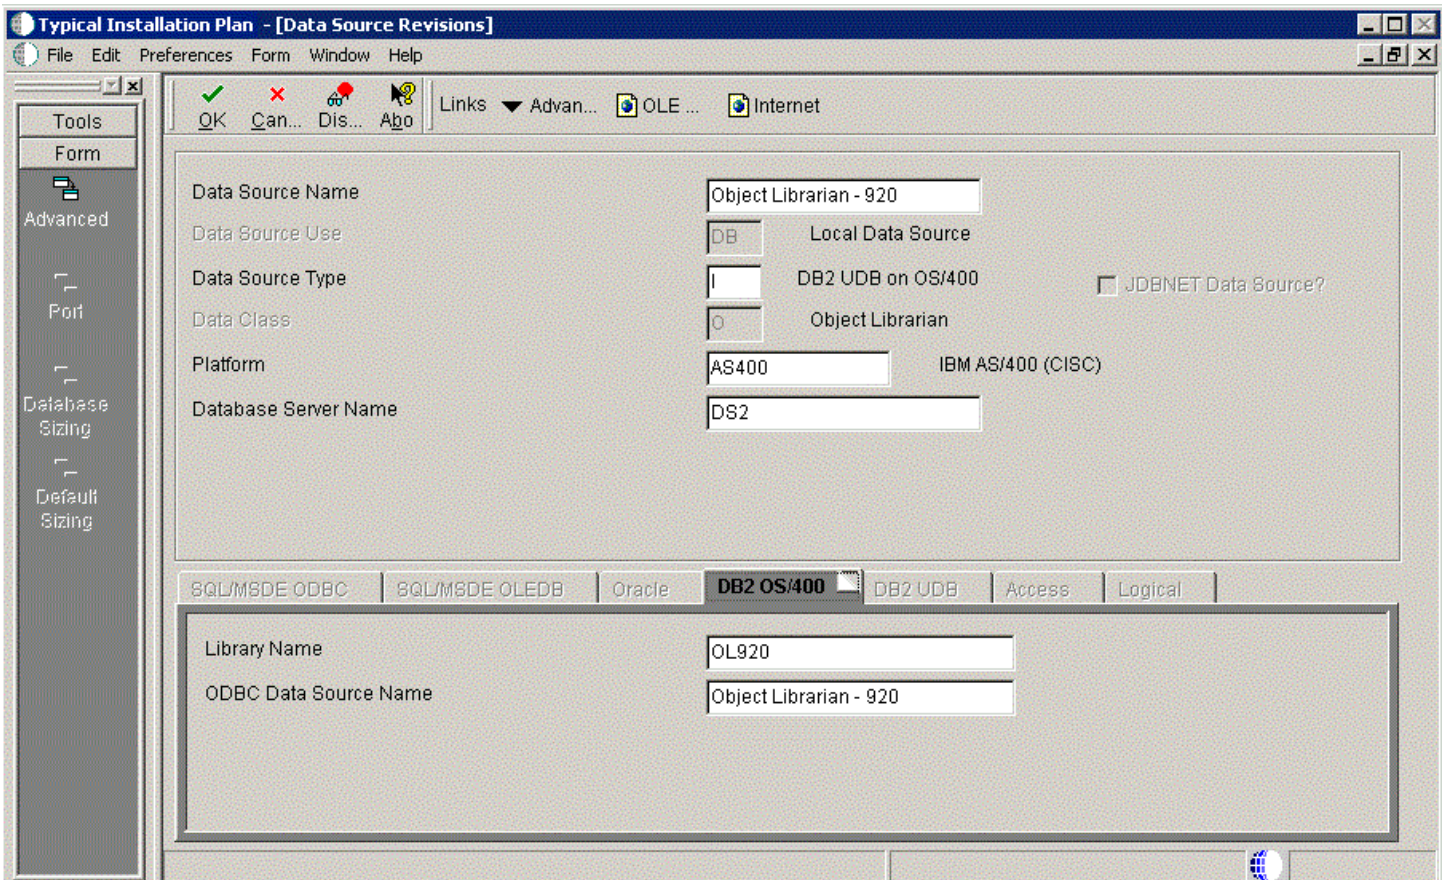 Typical Installation Plan - [Data Source Revisions]
File Edit Preferences Form Window Help
OK Can... Dis... Abo Links Advan... OLE ... Internet
Tools
Form
Advanced
Port
Database
Sizing
Default
Sizing
Data Source Name Object Librarian - 920
Data Source Use DB Local Data Source
Data Source Type I DB2 UDB on OS/400 JDBNET Data Source?
Data Class O Object Librarian
Platform AS400 IBM AS/400 (CISC)
Database Server Name DS2
SQL/MSDE ODBC SQL/MSDE OLEDB Oracle DB2 OS/400 DB2 UDB Access Logical
Library Name OL920
ODBC Data Source Name Object Librarian - 920